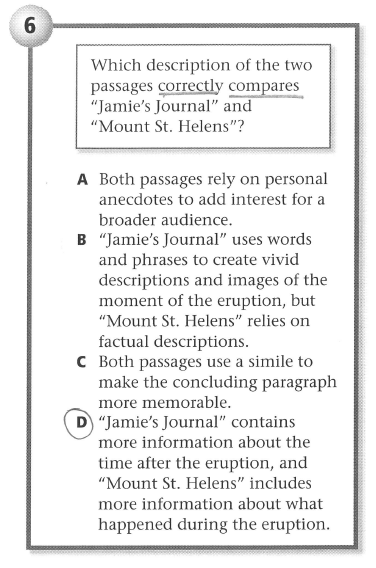 6
Which description of the two
passages correctly compares
“Jamie’s Journal” and
“Mount St. Helens”?
A Both passages rely on personal
anecdotes to add interest for a
broader audience.
B “Jamie’s Journal” uses words
and phrases to create vivid
descriptions and images of the
moment of the eruption, but
“Mount St. Helens” relies on
factual descriptions.
C Both passages use a simile to
make the concluding paragraph
more memorable.
D “Jamie’s Journal” contains
more information about the
time after the eruption, and
“Mount St. Helens” includes
more information about what
happened during the eruption.